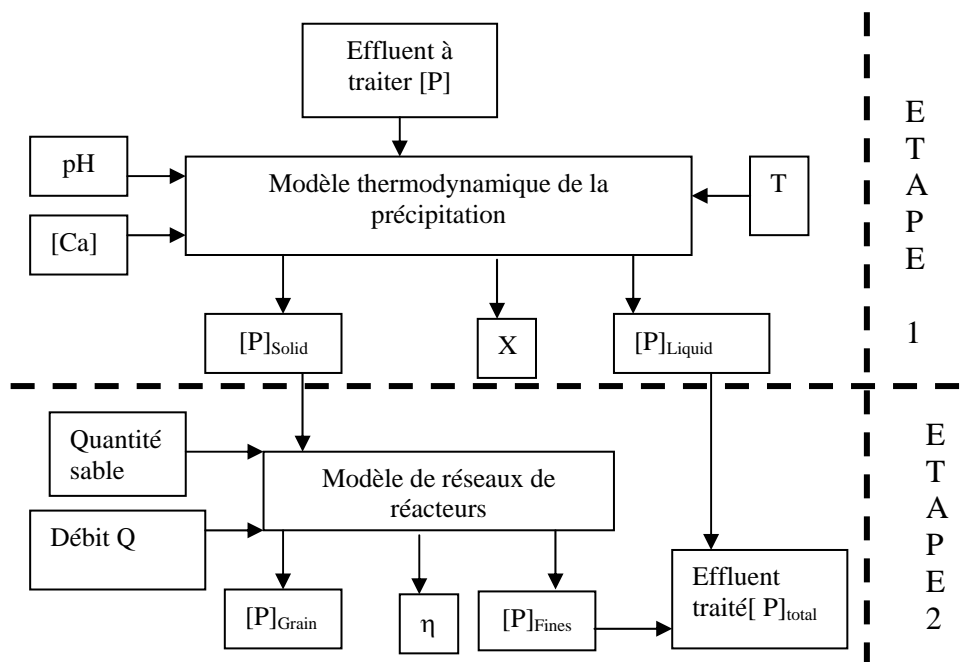 Effluent à
traiter [P]
pH
[Ca]
Modèle thermodynamique de la
précipitation
T
[P]Solid
X
[P]Liquid
E
T
A
P
E
1
Quantité
sable
Débit Q
Modèle de réseaux de
réacteurs
[P]Grain
η
[P]Fines
Effluent
traité[ P]total
E
T
A
P
E
2